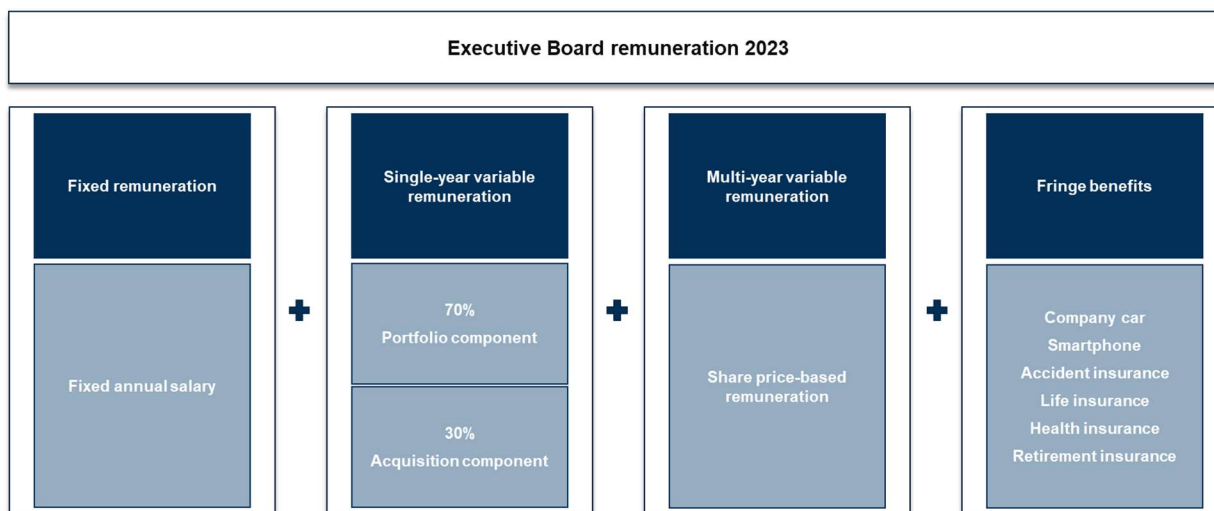 Executive Board remuneration 2023
Fixed remuneration
Fixed annual salary
Single-year variable
remuneration
70%
Portfolio component
30%
Acquisition component
Multi-year variable
remuneration
Share price-based
remuneration
Fringe benefits
Company car
Smartphone
Accident insurance
Life insurance
Health insurance
Retirement insurance